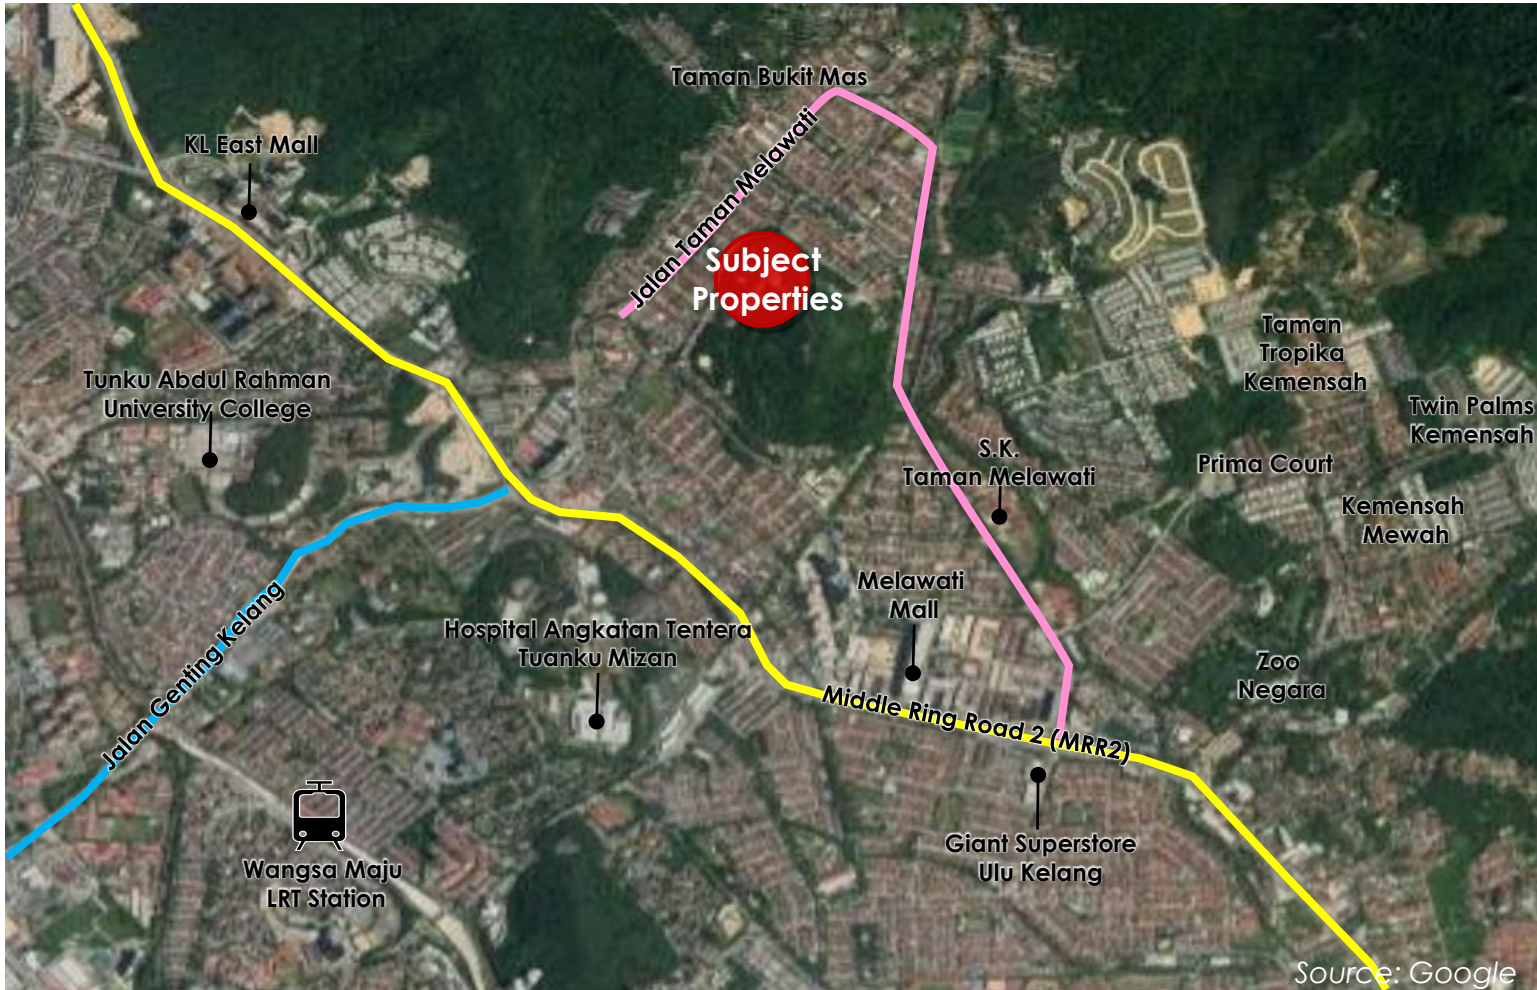 Taman Bukit Mas
KL East Mall
Jalan Taman Melawati
Subject
Properties
Taman
Tropika
Kemensah
Tunku Abdul Rahman
University College
Twin Palms
Kemensah
S.K.
Taman Melawati
Prima Court
Kemensah
Mewah
Melawati
Mall
Jalan Genting Kelang
Hospital Angkatan Tentera
Tuanku Mizan
Zoo
Negara
Middle Ring Road 2 (MRR2)
Giant Superstore
Ulu Kelang
Wangsa Maju
LRT Station
Source: Google